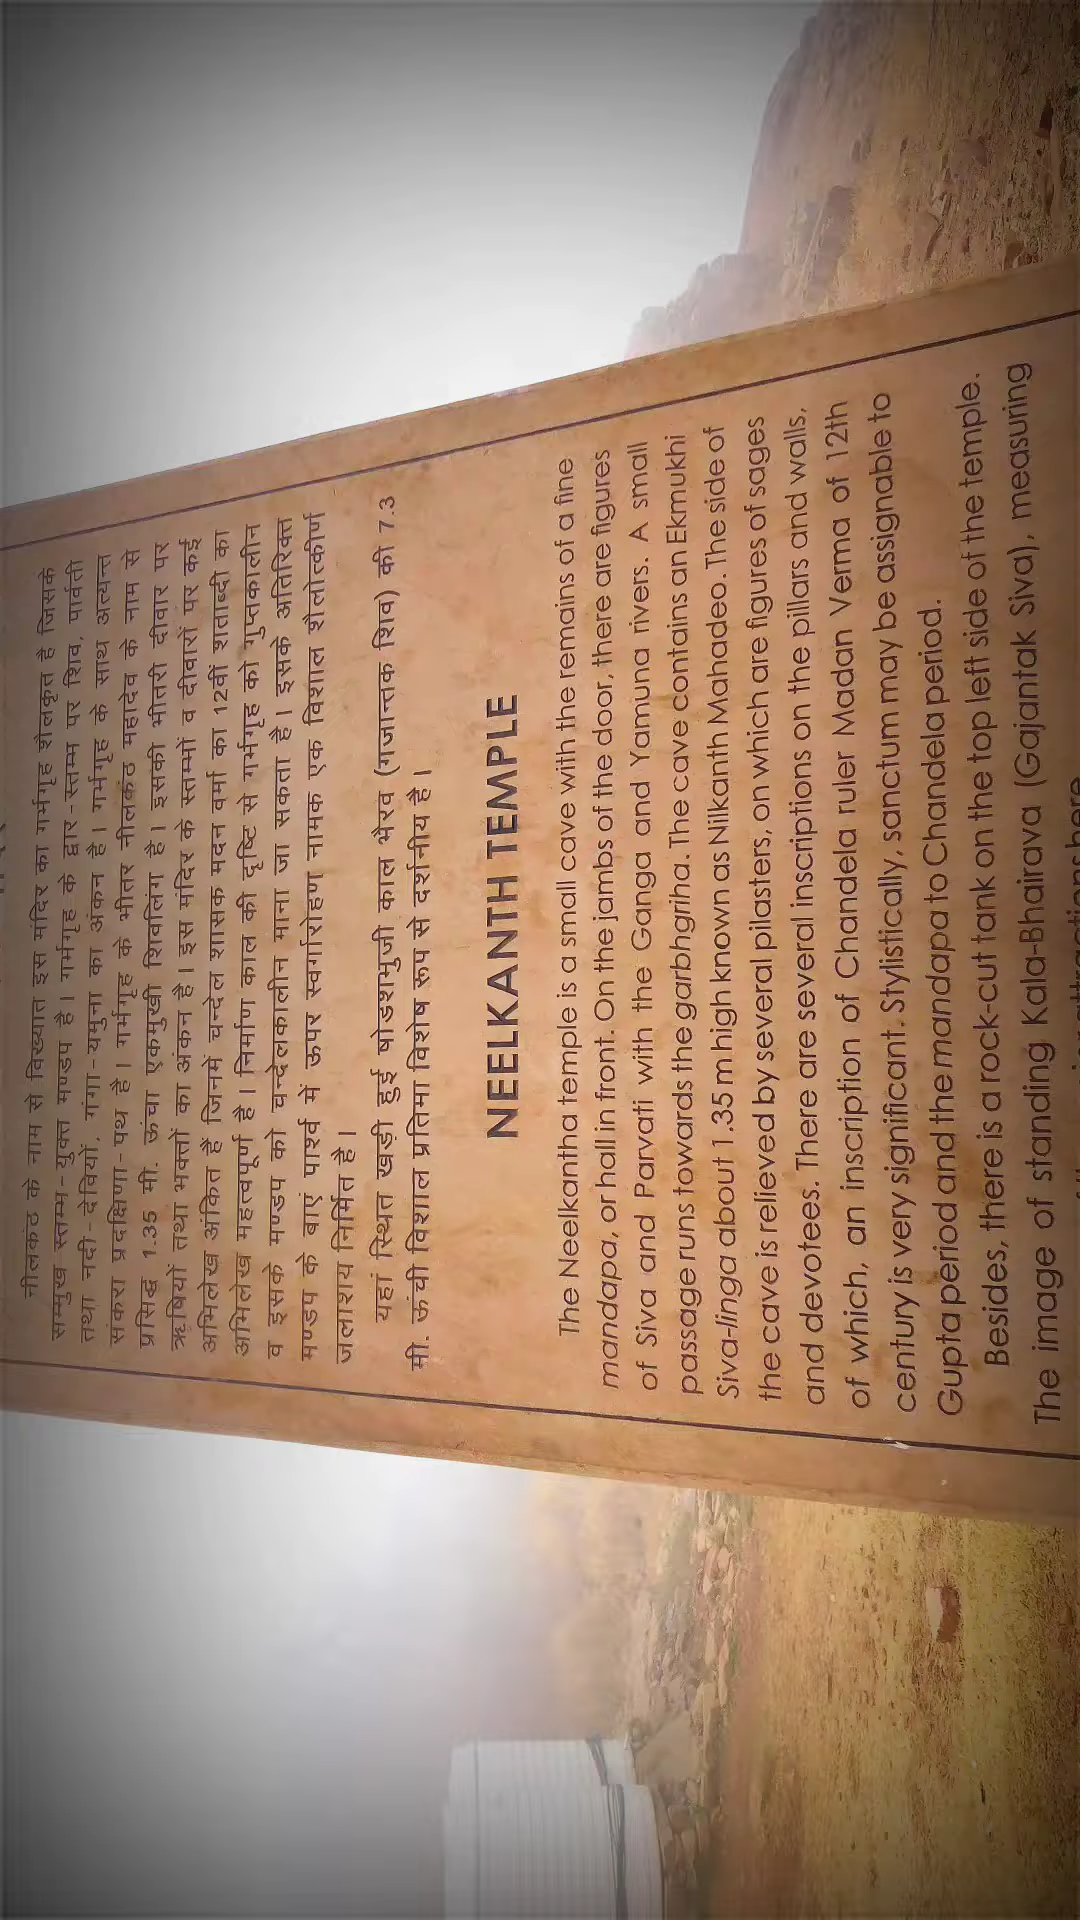 नीलकंठ के नाम से विख्यात इस मंदिर का गर्भगृह शैलकृत है जिसके
सम्मुख स्तम्भ-युक्त मण्डप है। गर्भगृह के द्वार-स्तम्भ पर शिव, पार्वती
तथा नदी-देवियों, गंगा-यमुना का अंकन है। गर्भगृह के साथ अत्यन्त
संकरा प्रदक्षिणा-पथ है। गर्भगृह के भीतर नीलकंठ महादेव के नाम से
प्रसिद्ध 1.35 मी. ऊंचा एकमुखी शिवलिंग है। इसकी भीतरी दीवार पर
ऋषियों तथा भक्तों का अंकन है। इस मंदिर के स्तम्भों व दीवारों पर कई
अभिलेख अंकित है जिनमें चन्देल शासक मदन वर्मा का 12वीं शताब्दी का
अभिलेख महत्वपूर्ण है। निर्माण काल की दृष्टि से गर्भगृह को गुप्तकालीन
व इसके मण्डप को चन्देलकालीन माना जा सकता है। इसके अतिरिक्त
मण्डप के बाएं पार्श्व में ऊपर स्वर्गारोहण नामक एक विशाल शैलोत्कीर्ण
जलाशय निर्मित है।
यहां स्थित खड़ी हुई षोडशभुजी काल भैरव (गजान्तक शिव) की 7.3
मी. ऊंची विशाल प्रतिमा विशेष रूप से दर्शनीय है।
NEELKANTH TEMPLE
The Neelkantha temple is a small cave with the remains of a fine
mandapa, or hall in front. On the jambs of the door, there are figures
of Siva and Parvati with the Ganga and Yamuna rivers. A small
passage runs towards the garbhgriha. The cave contains an Ekmukhi
Siva-linga about 1.35 m high known as Nilkanth Mahadeo. The side of
the cave is relieved by several pilasters, on which are figures of sages
and devotees. There are several inscriptions on the pillars and walls,
of which, an inscription of Chandela ruler Madan Verma of 12th
century is very significant. Stylistically, sanctum may be assignable to
Gupta period and the mandapa to Chandela period.
Besides, there is a rock-cut tank on the top left side of the temple.
The image of standing Kala-Bhairava (Gajantak Siva), measuring
attractions here